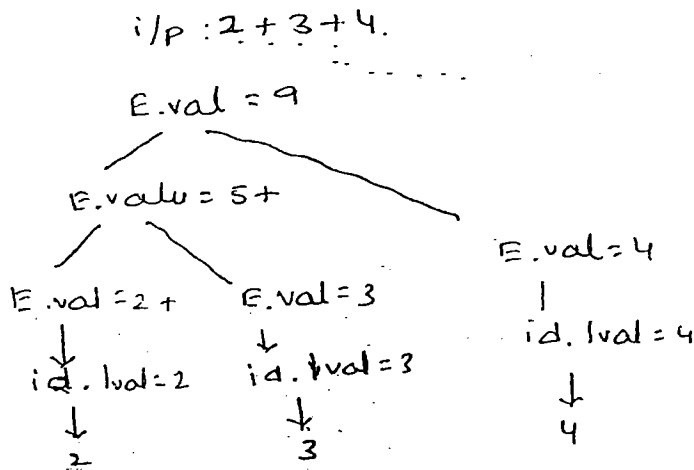 i/p : 2 + 3 + 4.
E.val = 9
E.valu = 5+
E.val = 4
E.val = 2 + E.val = 3
id.lval = 4
id.lval = 2 id.lval = 3
4
2 3